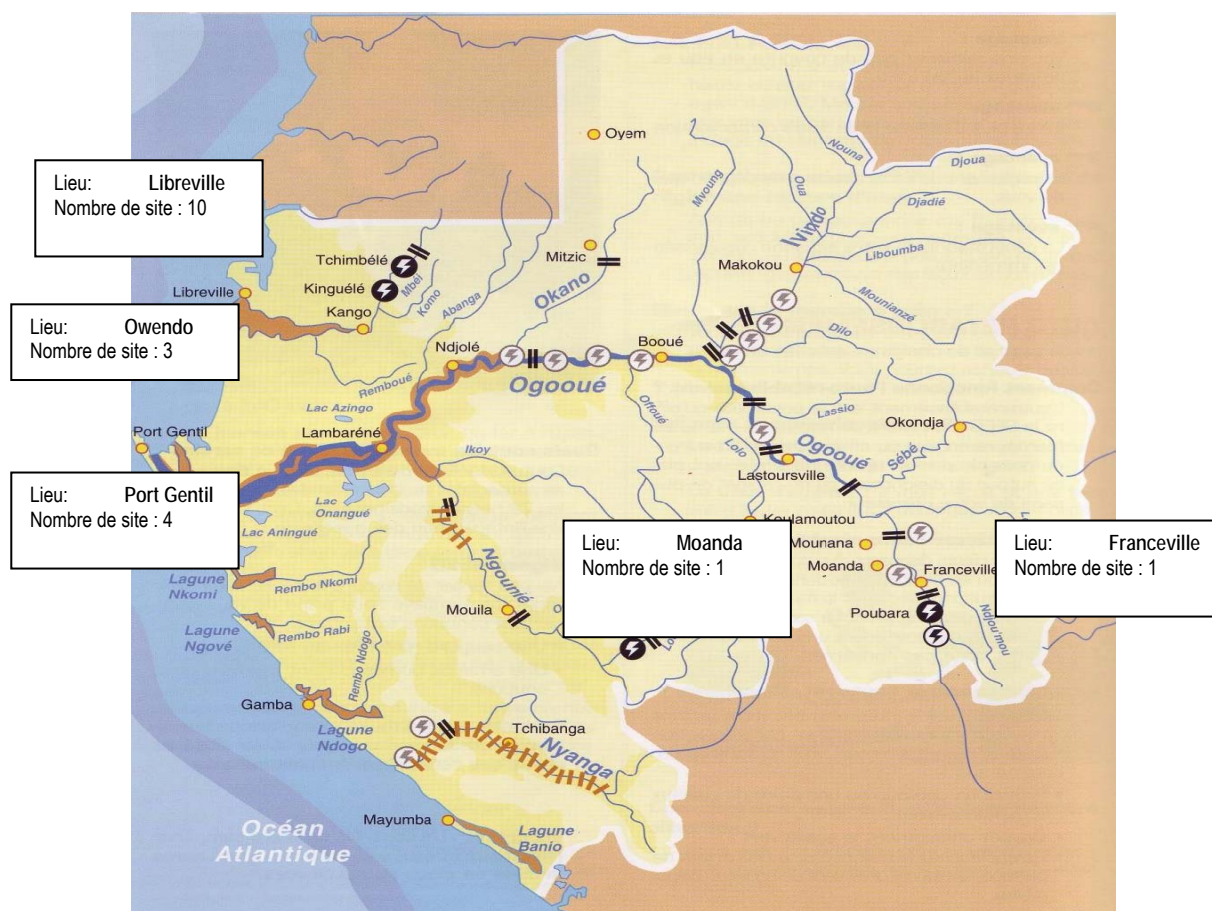 Oyem
Nouna
Djoua
Mvoung
Oua
Djadié
Lieu: Libreville
Nombre de site : 10
Ivindo
Liboumba
Tchimbélé
Mitzic
Makokou
Kinguélé
Mbéi
Komo
Abanga
Okano
Mounianzé
Libreville
Kango
Lieu: Owendo
Nombre de site : 3
Dilo
Ndjolé
Booué
Remboué
Ogooué
Offoué
Lac Azingo
Lassio
Okondja
Port Gentil
Lambaréné
Ikoy
Lolo
Ogooué
Sébé
Lastoursville
Lieu: Port Gentil
Nombre de site : 4
Lac
Onangué
Lac Aningué
Koulamoutou
Lieu: Moanda
Nombre de site : 1
Mounana
Lieu: Franceville
Nombre de site : 1
Moanda
Franceville
Lagune
Nkomi
Rembo Nkomi
Ngounié
Mouila
Poubara
Ndjou'mou
Lagune
Ngové
Rembo Rabi
Rembo Ndogo
Gamba
Lagune
Ndogo
Tchibanga
Nyanga
Mayumba
Océan
Atlantique
Lagune
Banio